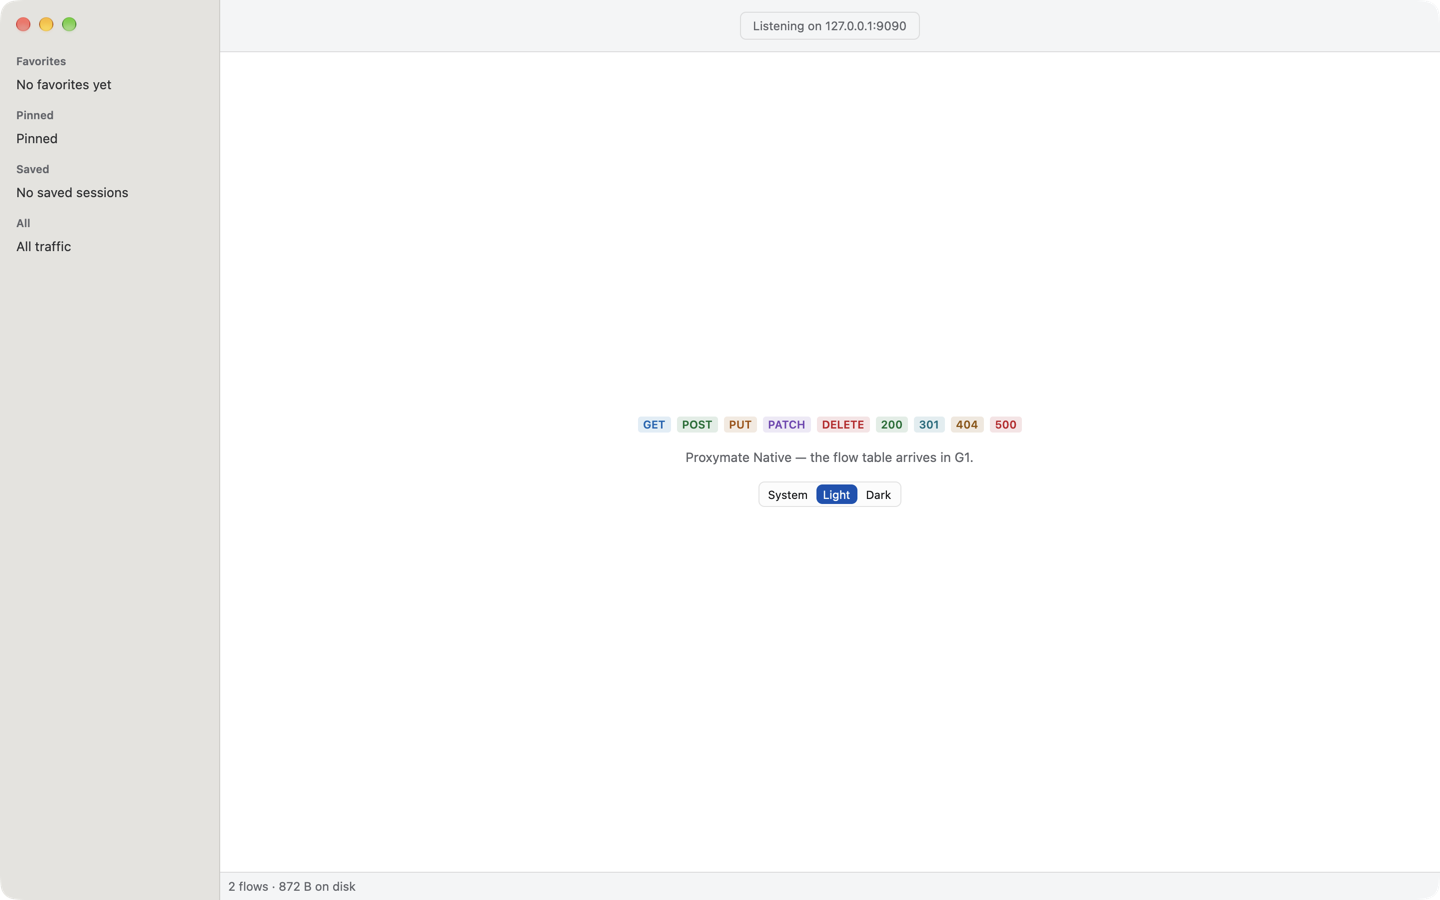 Listening on 127.0.0.1:9090
Favorites
No favorites yet
Pinned
Pinned
Saved
No saved sessions
All
All traffic
GET POST PUT PATCH DELETE 200 301 404 500
Proxymate Native — the flow table arrives in G1.
System Light Dark
2 flows · 872 B on disk